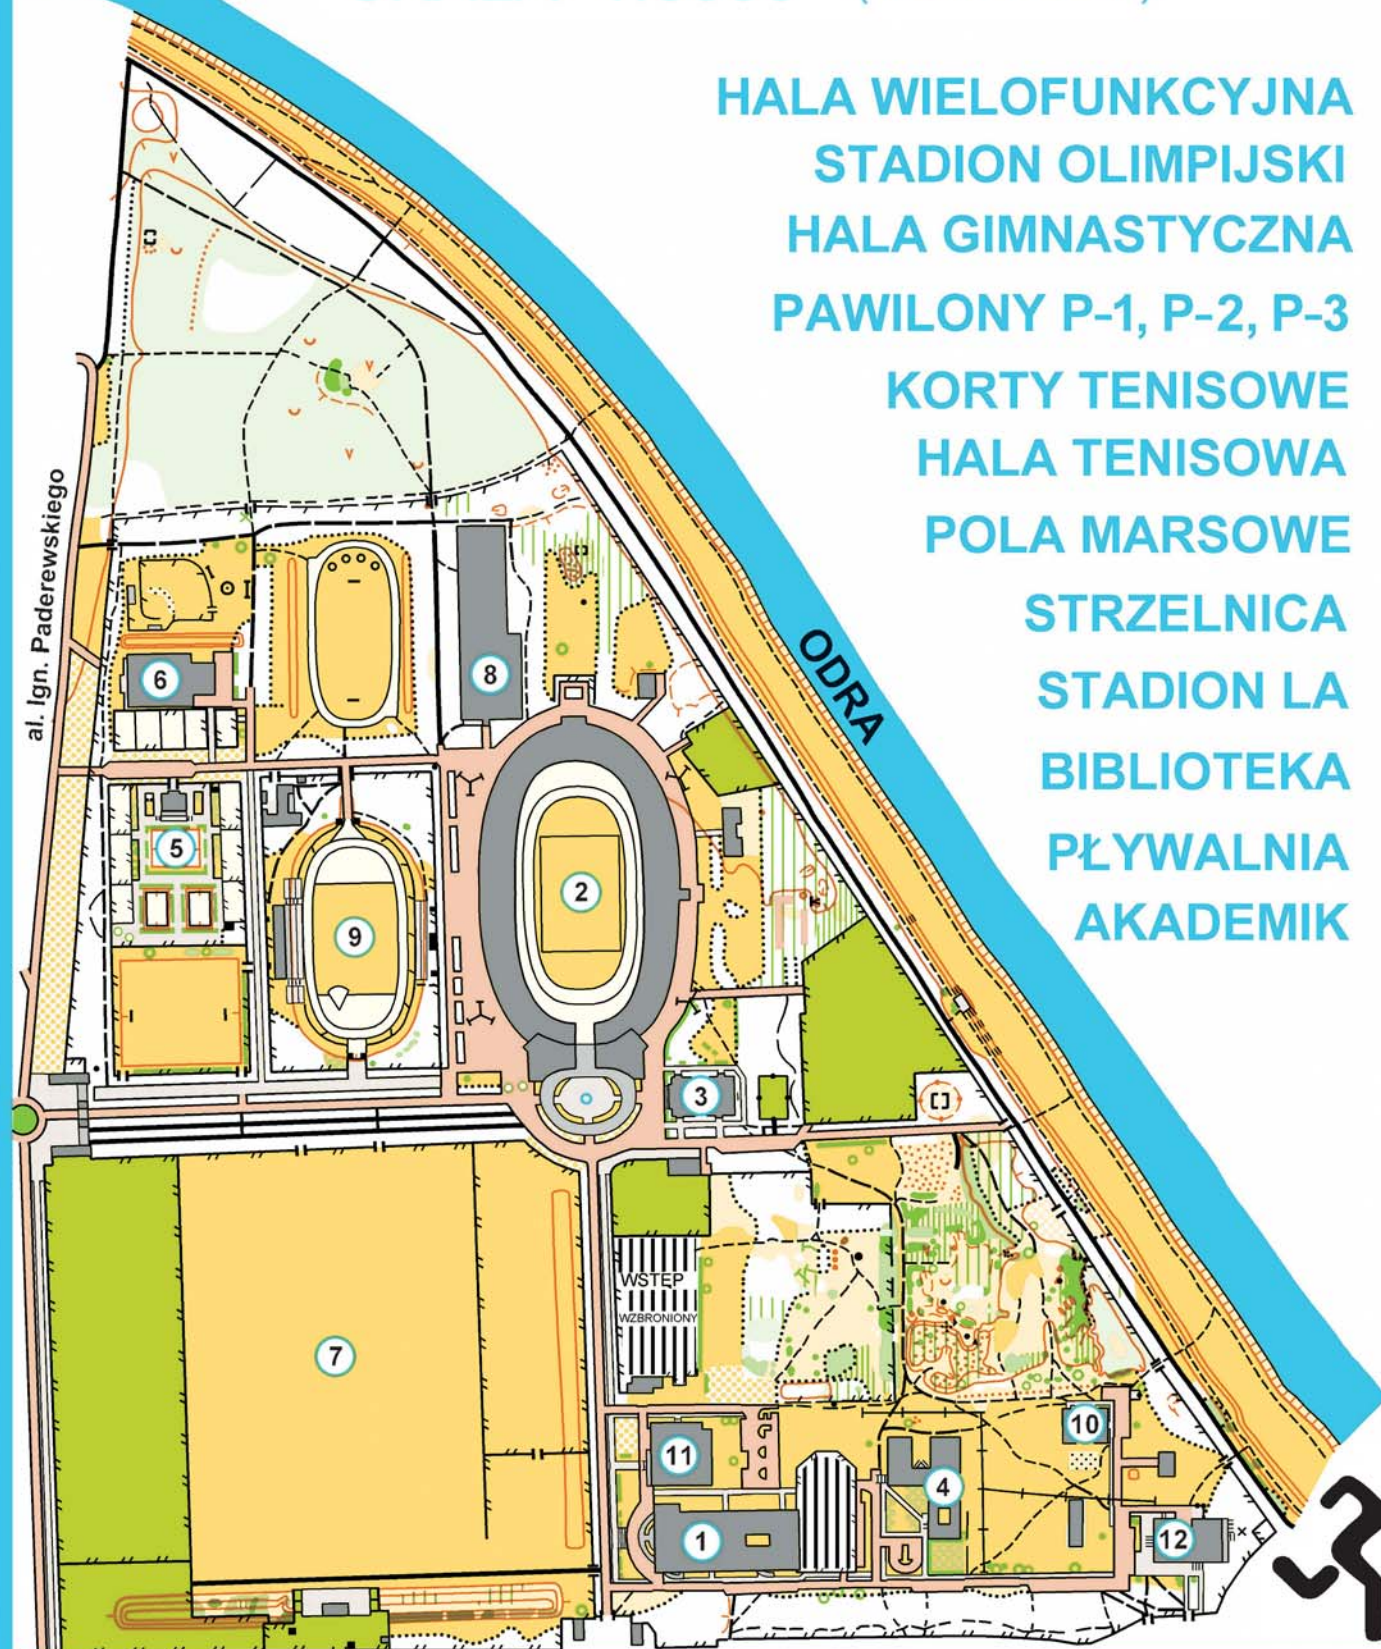 HALA WIELOFUNKCYJNA
STADION OLIMPIJSKI
HALA GIMNASTYCZNA
PAWILONY P-1, P-2, P-3
KORTY TENISOWE
HALA TENISOWA
POLA MARSOWE
STRZELNICA
STADION LA
BIBLIOTEKA
PŁYWALNIA
AKADEMIK
al. Ign. Paderewskiego
ODRA
6
8
5
2
9
3
WSTĘP
WZBRONIONY
7
10
11
4
1
12